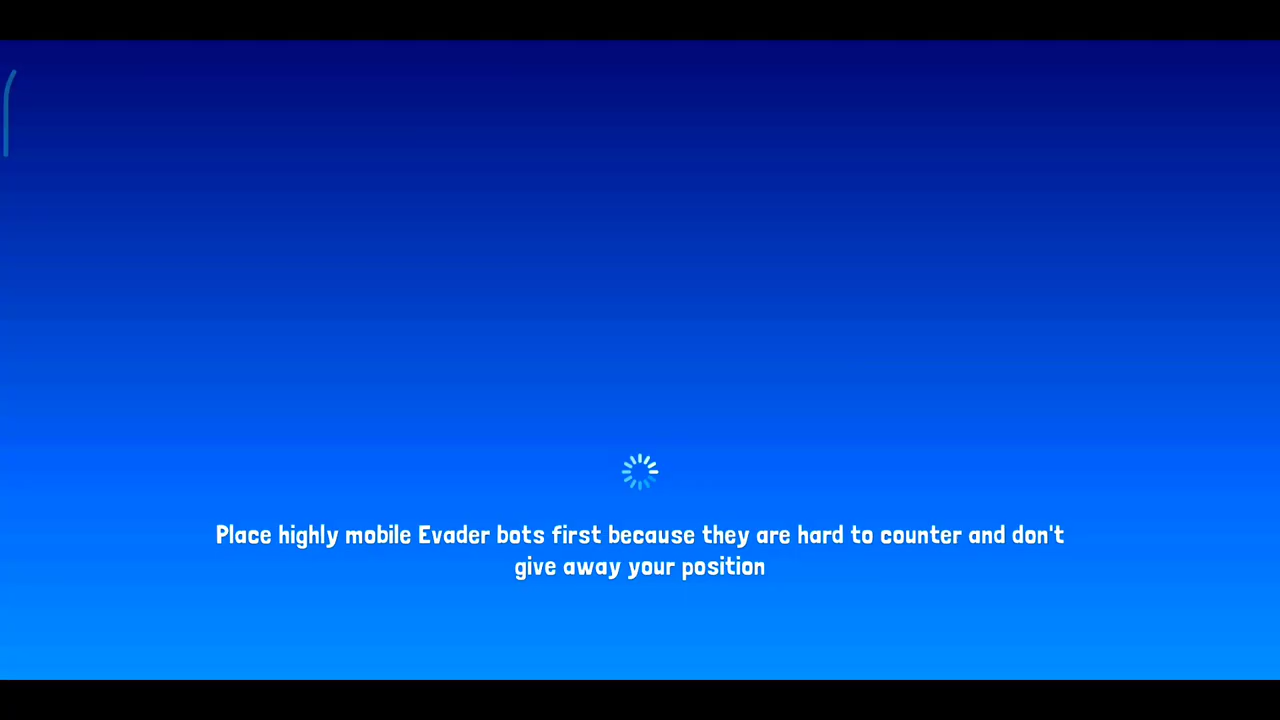 Place highly mobile Evader bots first because they are hard to counter and don't
give away your position